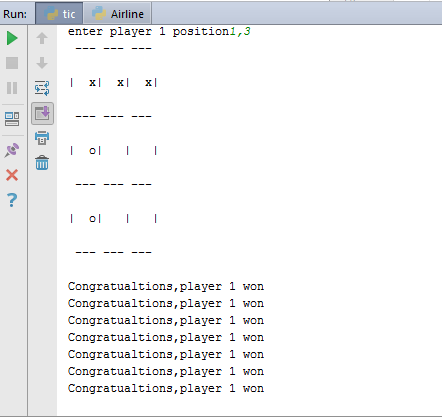 Run: tic Airline
enter player 1 position1,3
--- --- ---
| x| x| x|
--- --- ---
| o| | |
--- --- ---
| o| | |
--- --- ---
Congratualtions,player 1 won
Congratualtions,player 1 won
Congratualtions,player 1 won
Congratualtions,player 1 won
Congratualtions,player 1 won
Congratualtions,player 1 won
Congratualtions,player 1 won